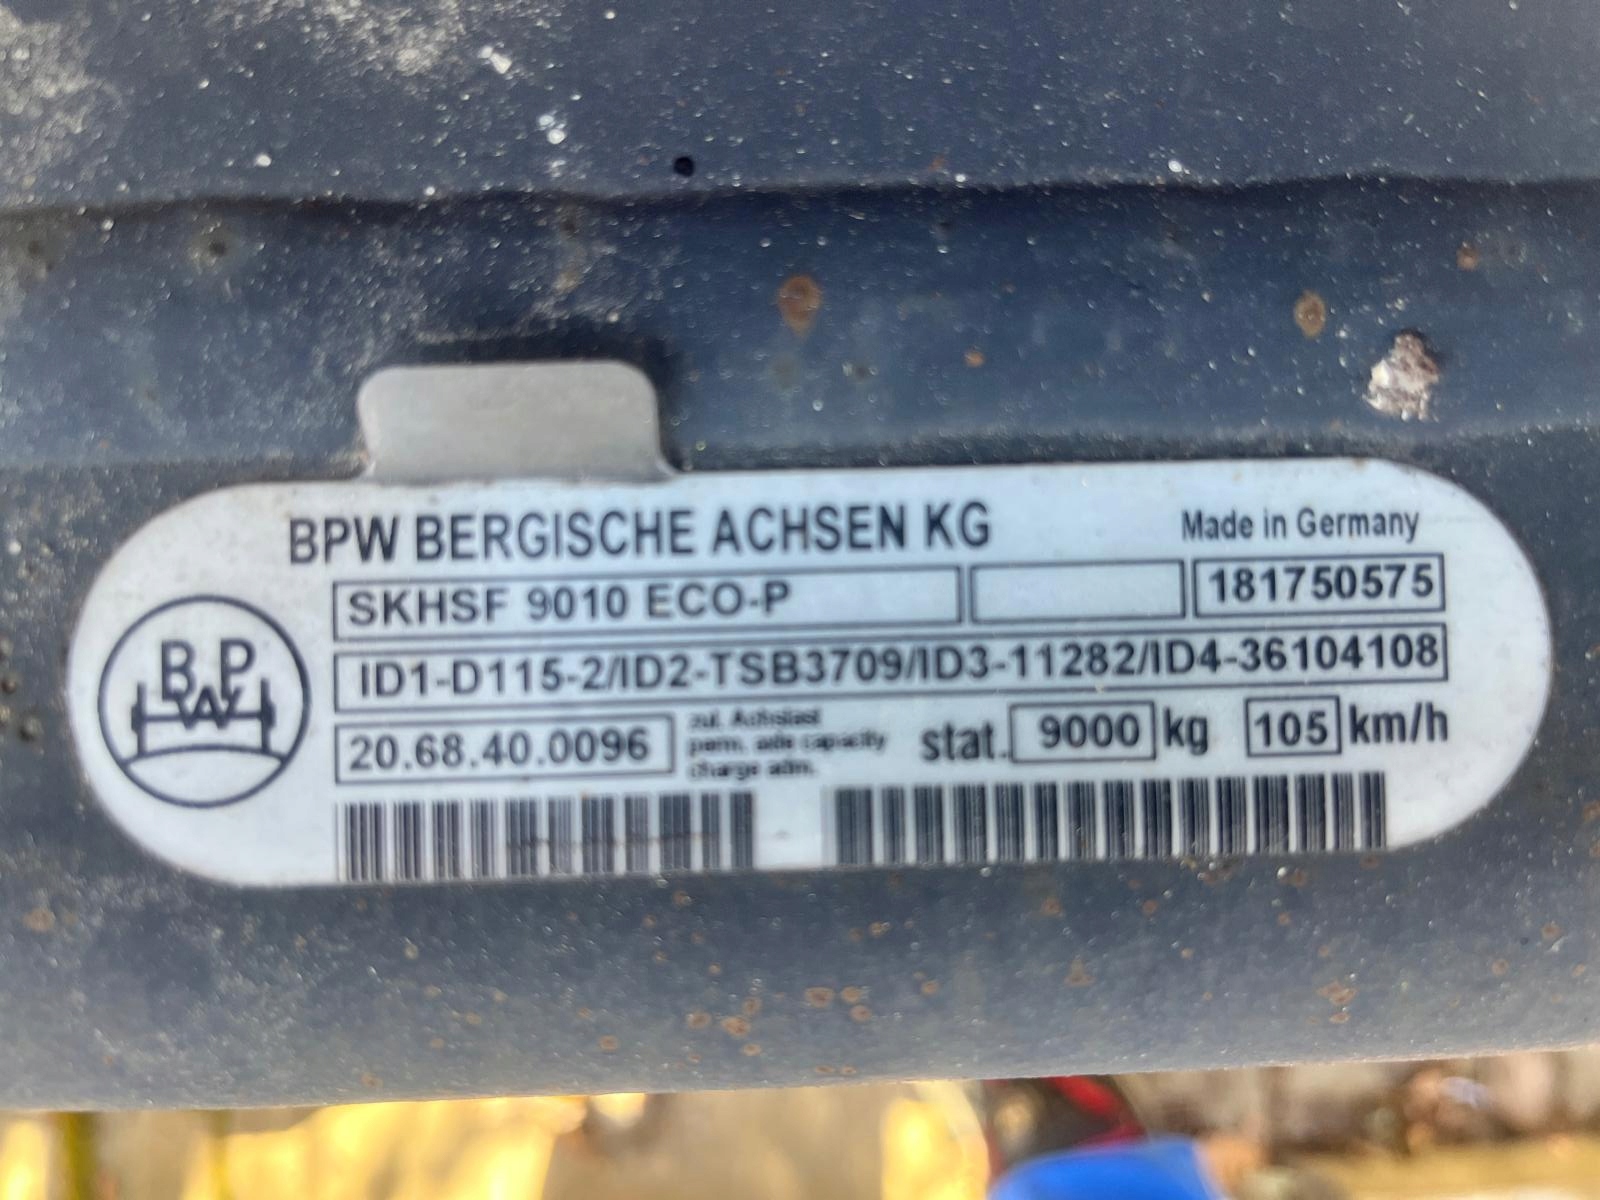 BPW BERGISCHE ACHSEN KG Made in Germany
SKHSF 9010 ECO-P 181750575
BPW
ID1-D115-2/ID2-TSB3709/ID3-11282/ID4-36104108
20.68.40.0096
zul. Achslast
perm. axle capacity
charge adm.
stat. 9000 kg 105 km/h